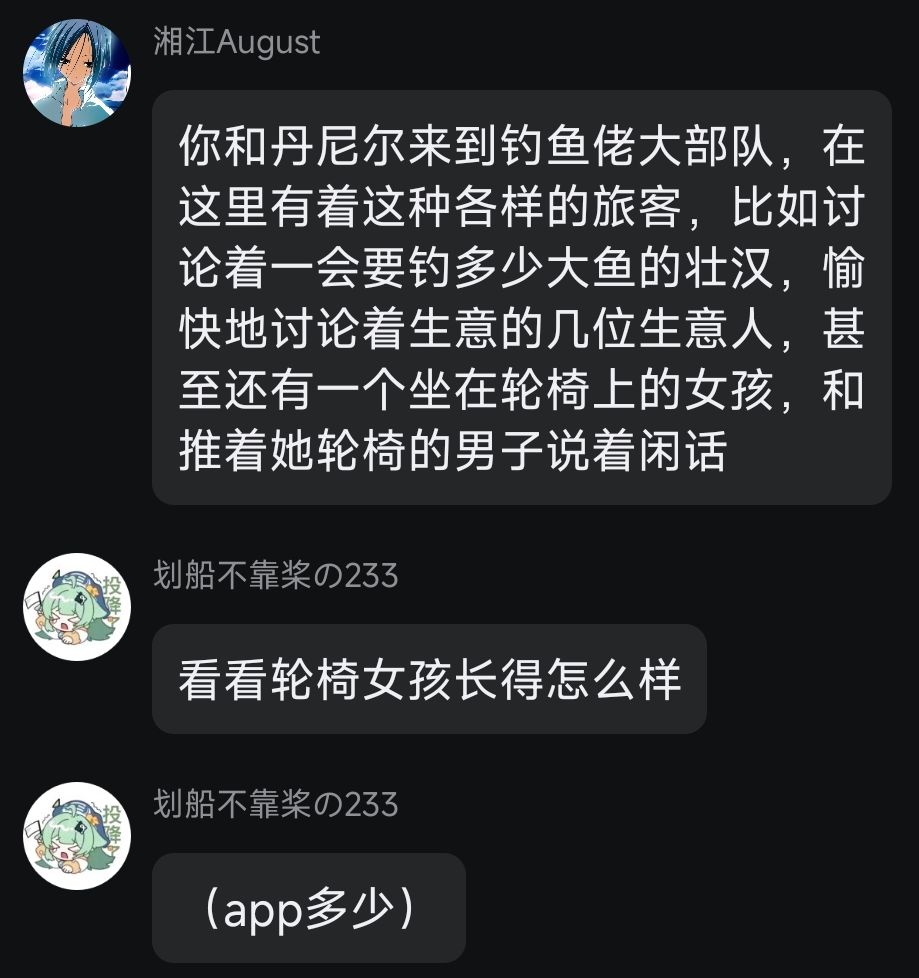 湘江August
你和丹尼尔来到钓鱼佬大部队，在
这里有着这种各样的旅客，比如讨
论着一会要钓多少大鱼的壮汉，愉
快地讨论着生意的几位生意人，甚
至还有一个坐在轮椅上的女孩，和
推着她轮椅的男子说着闲话
划船不靠桨の233
投降
看看轮椅女孩长得怎么样
划船不靠桨の233
投降
（app多少）